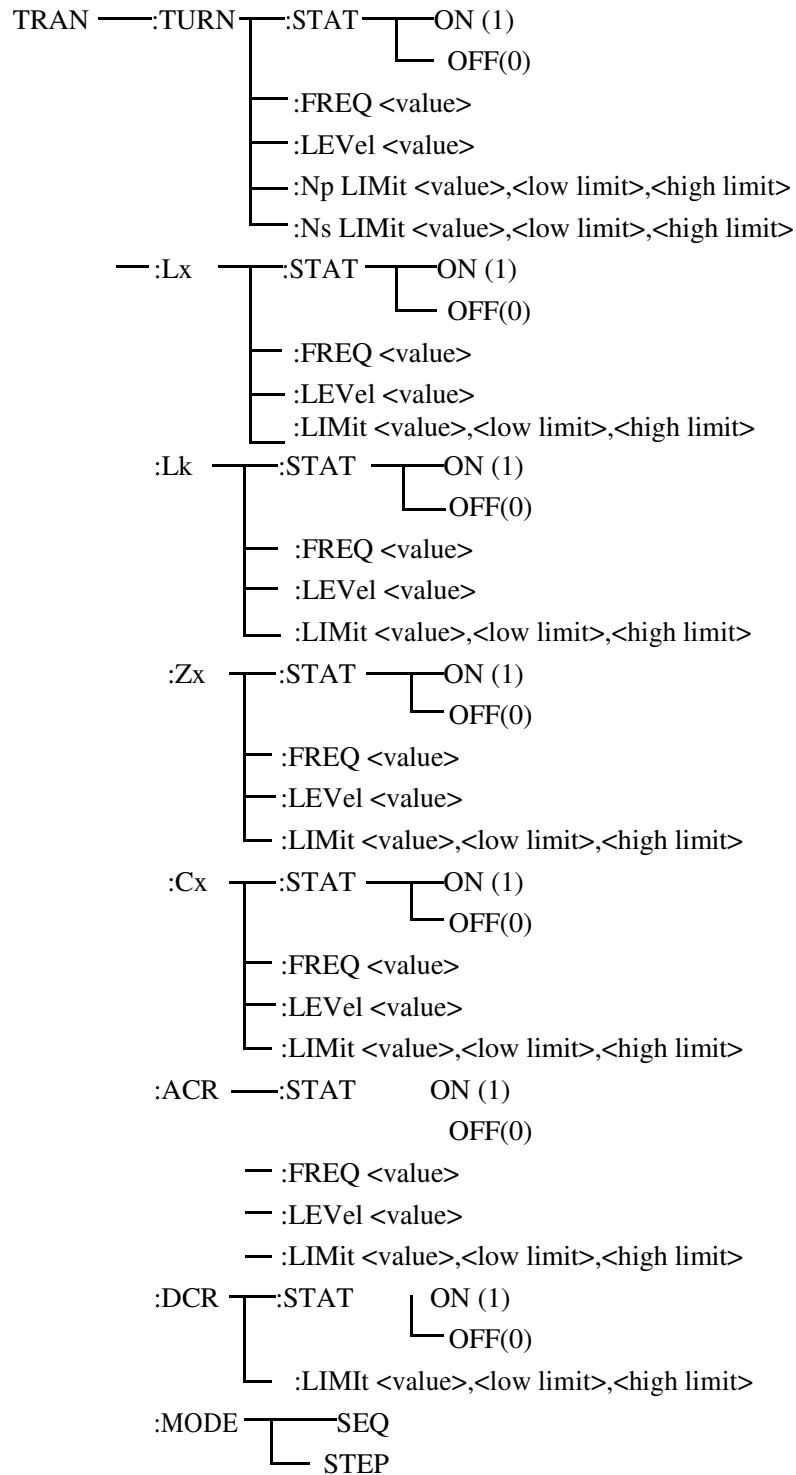 TRAN :TURN :STAT ON (1)
OFF(0)
:FREQ <value>
:LEVel <value>
:Np LIMit <value>,<low limit>,<high limit>
:Ns LIMit <value>,<low limit>,<high limit>
:Lx :STAT ON (1)
OFF(0)
:FREQ <value>
:LEVel <value>
:LIMit <value>,<low limit>,<high limit>
:Lk :STAT ON (1)
OFF(0)
:FREQ <value>
:LEVel <value>
:LIMit <value>,<low limit>,<high limit>
:Zx :STAT ON (1)
OFF(0)
:FREQ <value>
:LEVel <value>
:LIMit <value>,<low limit>,<high limit>
:Cx :STAT ON (1)
OFF(0)
:FREQ <value>
:LEVel <value>
:LIMit <value>,<low limit>,<high limit>
:ACR :STAT ON (1)
OFF(0)
:FREQ <value>
:LEVel <value>
:LIMit <value>,<low limit>,<high limit>
:DCR :STAT ON (1)
OFF(0)
:LIMIt <value>,<low limit>,<high limit>
:MODE SEQ
STEP